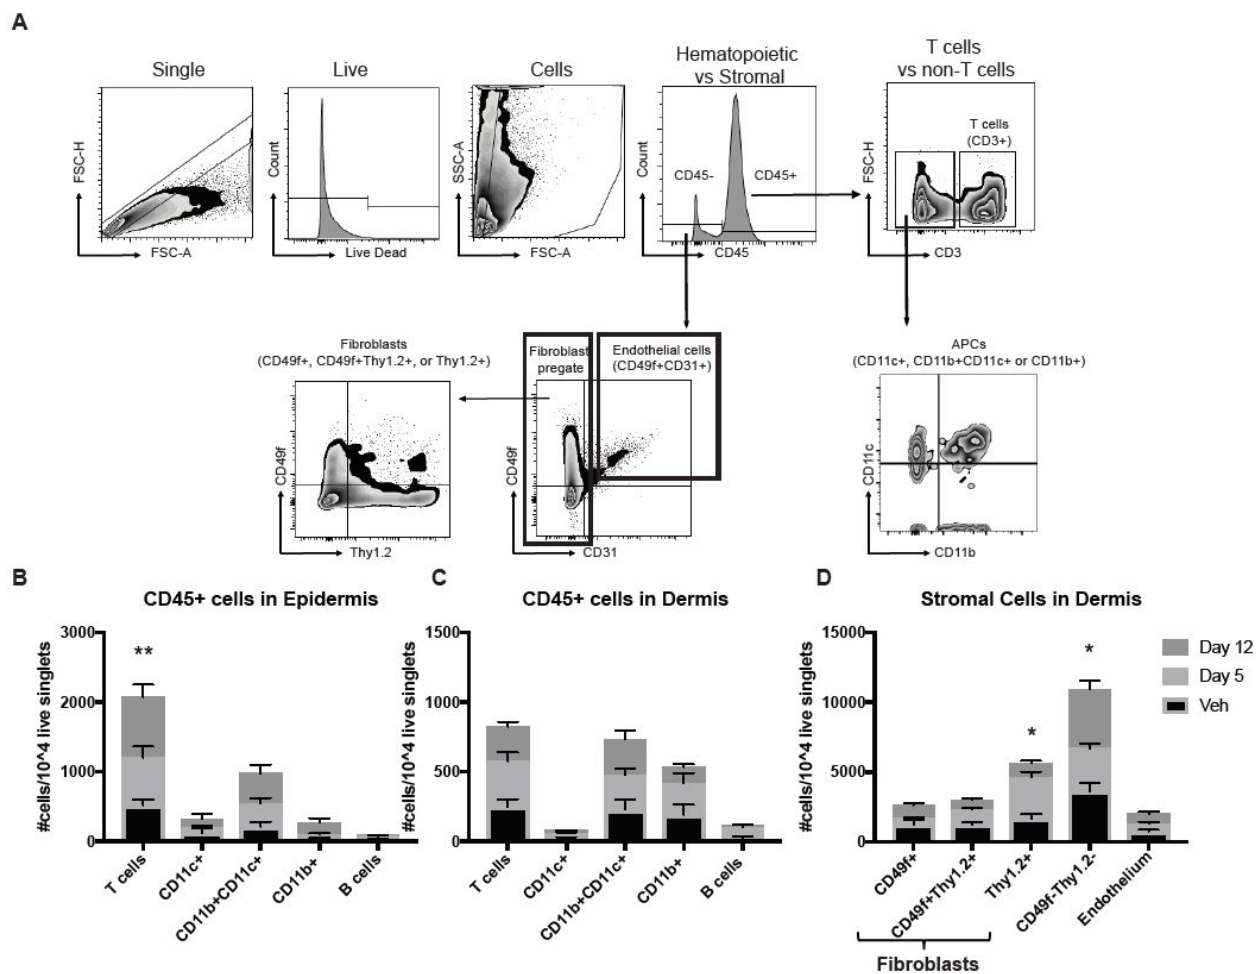 A
Single
Live
Cells
Hematopoietic
vs Stromal
T cells
vs non-T cells
FSC-H
FSC-A
Count
Live Dead
SSC-A
FSC-A
Count
CD45-
CD45+
CD45
FSC-H
T cells
(CD3+)
CD3
Fibroblasts
(CD49f+, CD49f+Thy1.2+, or Thy1.2+)
CD49f
Thy1.2
Fibroblast
pregate
Endothelial cells
(CD49f+CD31+)
CD49f
CD31
APCs
(CD11c+, CD11b+CD11c+ or CD11b+)
CD11c
CD11b
B
CD45+ cells in Epidermis
#cells/10^4 live singlets
3000
2000
1000
0
**
T cells
CD11c+
CD11b+CD11c+
CD11b+
B cells
C
CD45+ cells in Dermis
#cells/10^4 live singlets
1500
1000
500
0
T cells
CD11c+
CD11b+CD11c+
CD11b+
B cells
D
Stromal Cells in Dermis
#cells/10^4 live singlets
15000
10000
5000
0
*
*
CD49f+
CD49f+Thy1.2+
Thy1.2+
CD49f-Thy1.2-
Endothelium
Fibroblasts
Day 12
Day 5
Veh